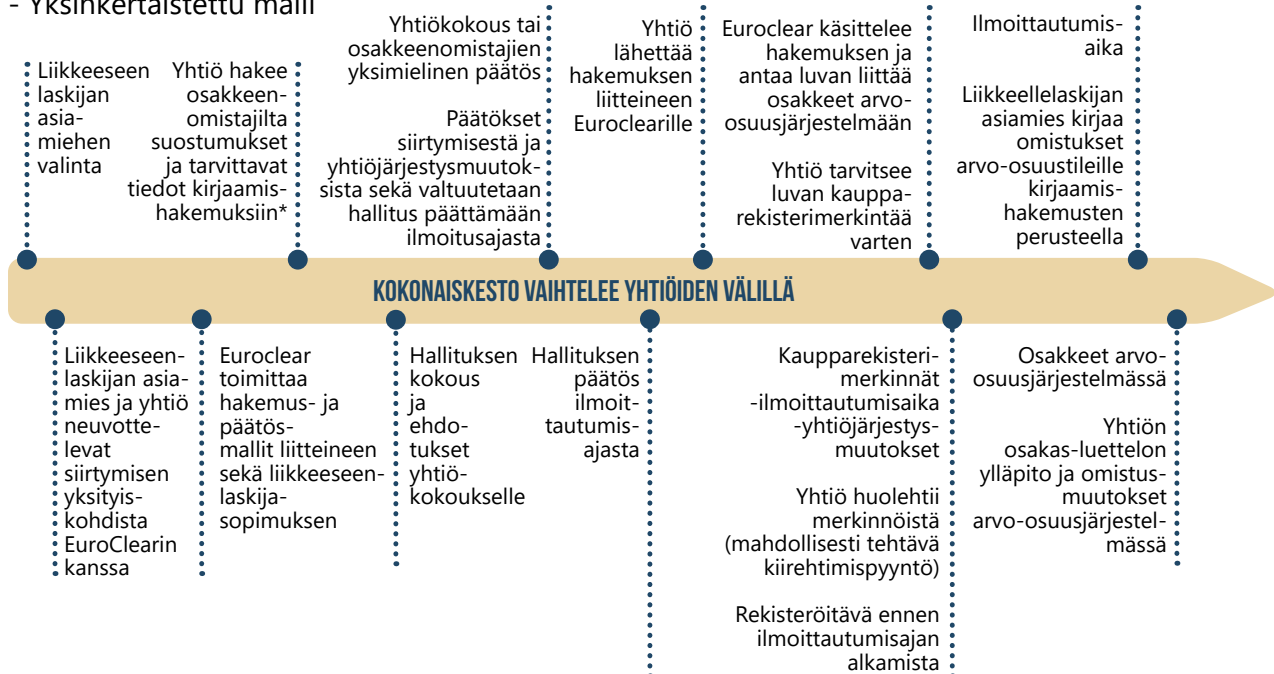 - Yksinkertaistettu malli
Liikkeeseen
laskijan
asia-
miehen
valinta
Yhtiö hakee
osakkeen-
omistajilta
suostumukset
ja tarvittavat
tiedot kirjaamis-
hakemuksiin*
Yhtiökokous tai
osakkeenomistajien
yksimielinen päätös
Päätökset
siirtymisestä ja
yhtiöjärjestysmuutok-
sista sekä valtuutetaan
hallitus päättämään
ilmoitusajasta
Yhtiö
lähettää
hakemuksen
liitteineen
Euroclearille
Euroclear käsittelee
hakemuksen ja
antaa luvan liittää
osakkeet arvo-
osuusjärjestelmään
Yhtiö tarvitsee
luvan kauppa-
rekisterimerkintää
varten
Ilmoittautumis-
aika
Liikkeellelaskijan
asiamies kirjaa
omistukset
arvo-osuustileille
kirjaamis-
hakemusten
perusteella
KOKONAISKESTO VAIHTELEE YHTIÖIDEN VÄLILLÄ
Liikkeeseen-
laskijan asia-
mies ja yhtiö
neuvotte-
levat
siirtymisen
yksityis-
kohdista
EuroClearin
kanssa
Euroclear
toimittaa
hakemus- ja
päätös-
mallit liitteineen
sekä liikkeeseen-
laskija-
sopimuksen
Hallituksen
kokous
ja
ehdo-
tukset
yhtiö-
kokoukselle
Hallituksen
päätös
ilmoit-
tautumis-
ajasta
Kaupparekisteri-
merkinnät
-ilmoittautumisaika
-yhtiöjärjestys-
muutokset
Yhtiö huolehtii
merkinnöistä
(mahdollisesti tehtävä
kiirehtimispyyntö)
Rekisteröitävä ennen
ilmoittautumisajan
alkamista
Osakkeet arvo-
osuusjärjestelmässä
Yhtiön
osakas-luettelon
ylläpito ja omistus-
muutokset
arvo-osuusjärjestel-
mässä